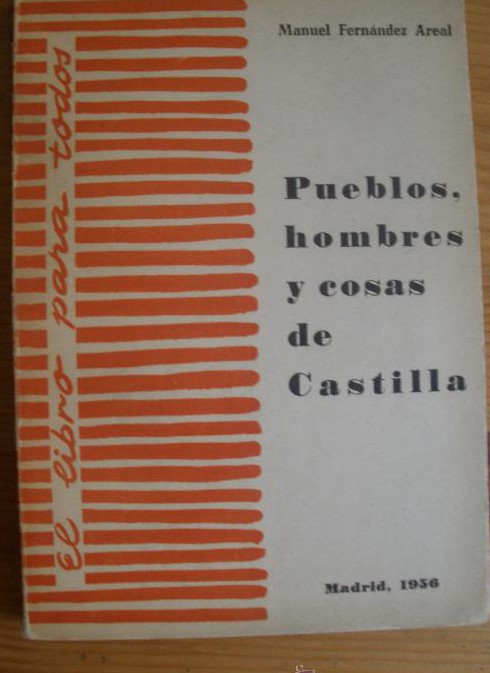 Manuel Fernández Areal
Pueblos,
hombres
y cosas
de
Castilla
Madrid, 1956
el libro para todos